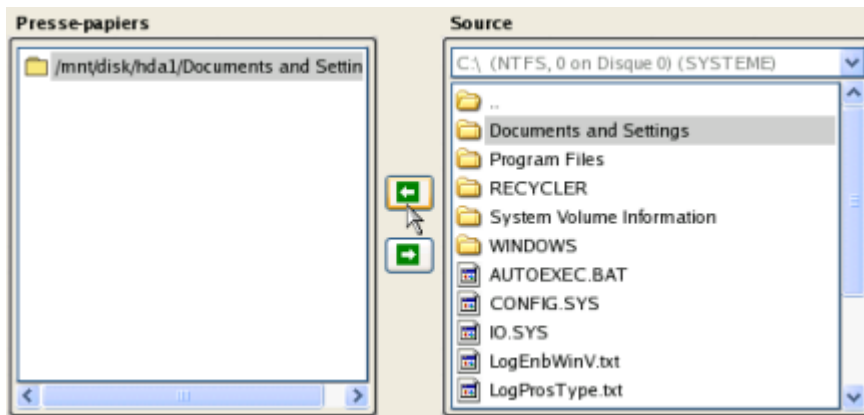 Presse-papiers
/mnt/disk/hda1/Documents and Settin
Source
C:\ (NTFS, 0 on Disque 0) (SYSTEME)
..
Documents and Settings
Program Files
RECYCLER
System Volume Information
WINDOWS
AUTOEXEC.BAT
CONFIG.SYS
IO.SYS
LogEnbWinV.txt
LogProsType.txt